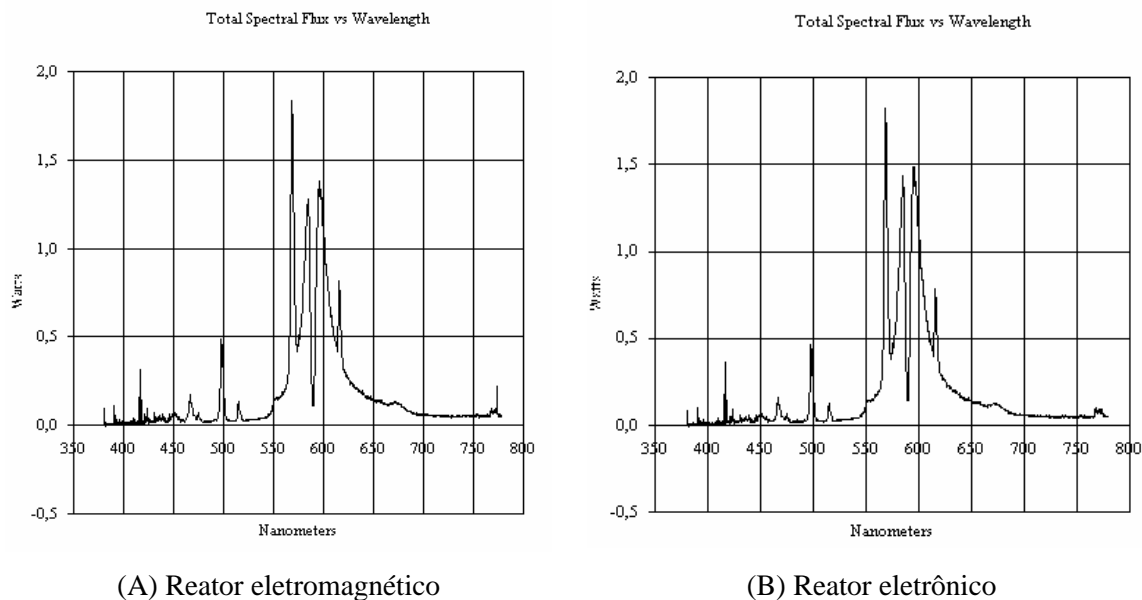 Total Spectral Flux vs Wavelength
2,0
1,5
1,0
0,5
0,0
-0,5
Watts
350 400 450 500 550 600 650 700 750 800
Nanometers
(A) Reator eletromagnético
Total Spectral Flux vs Wavelength
2,0
1,5
1,0
0,5
0,0
-0,5
Watts
350 400 450 500 550 600 650 700 750 800
Nanometers
(B) Reator eletrônico